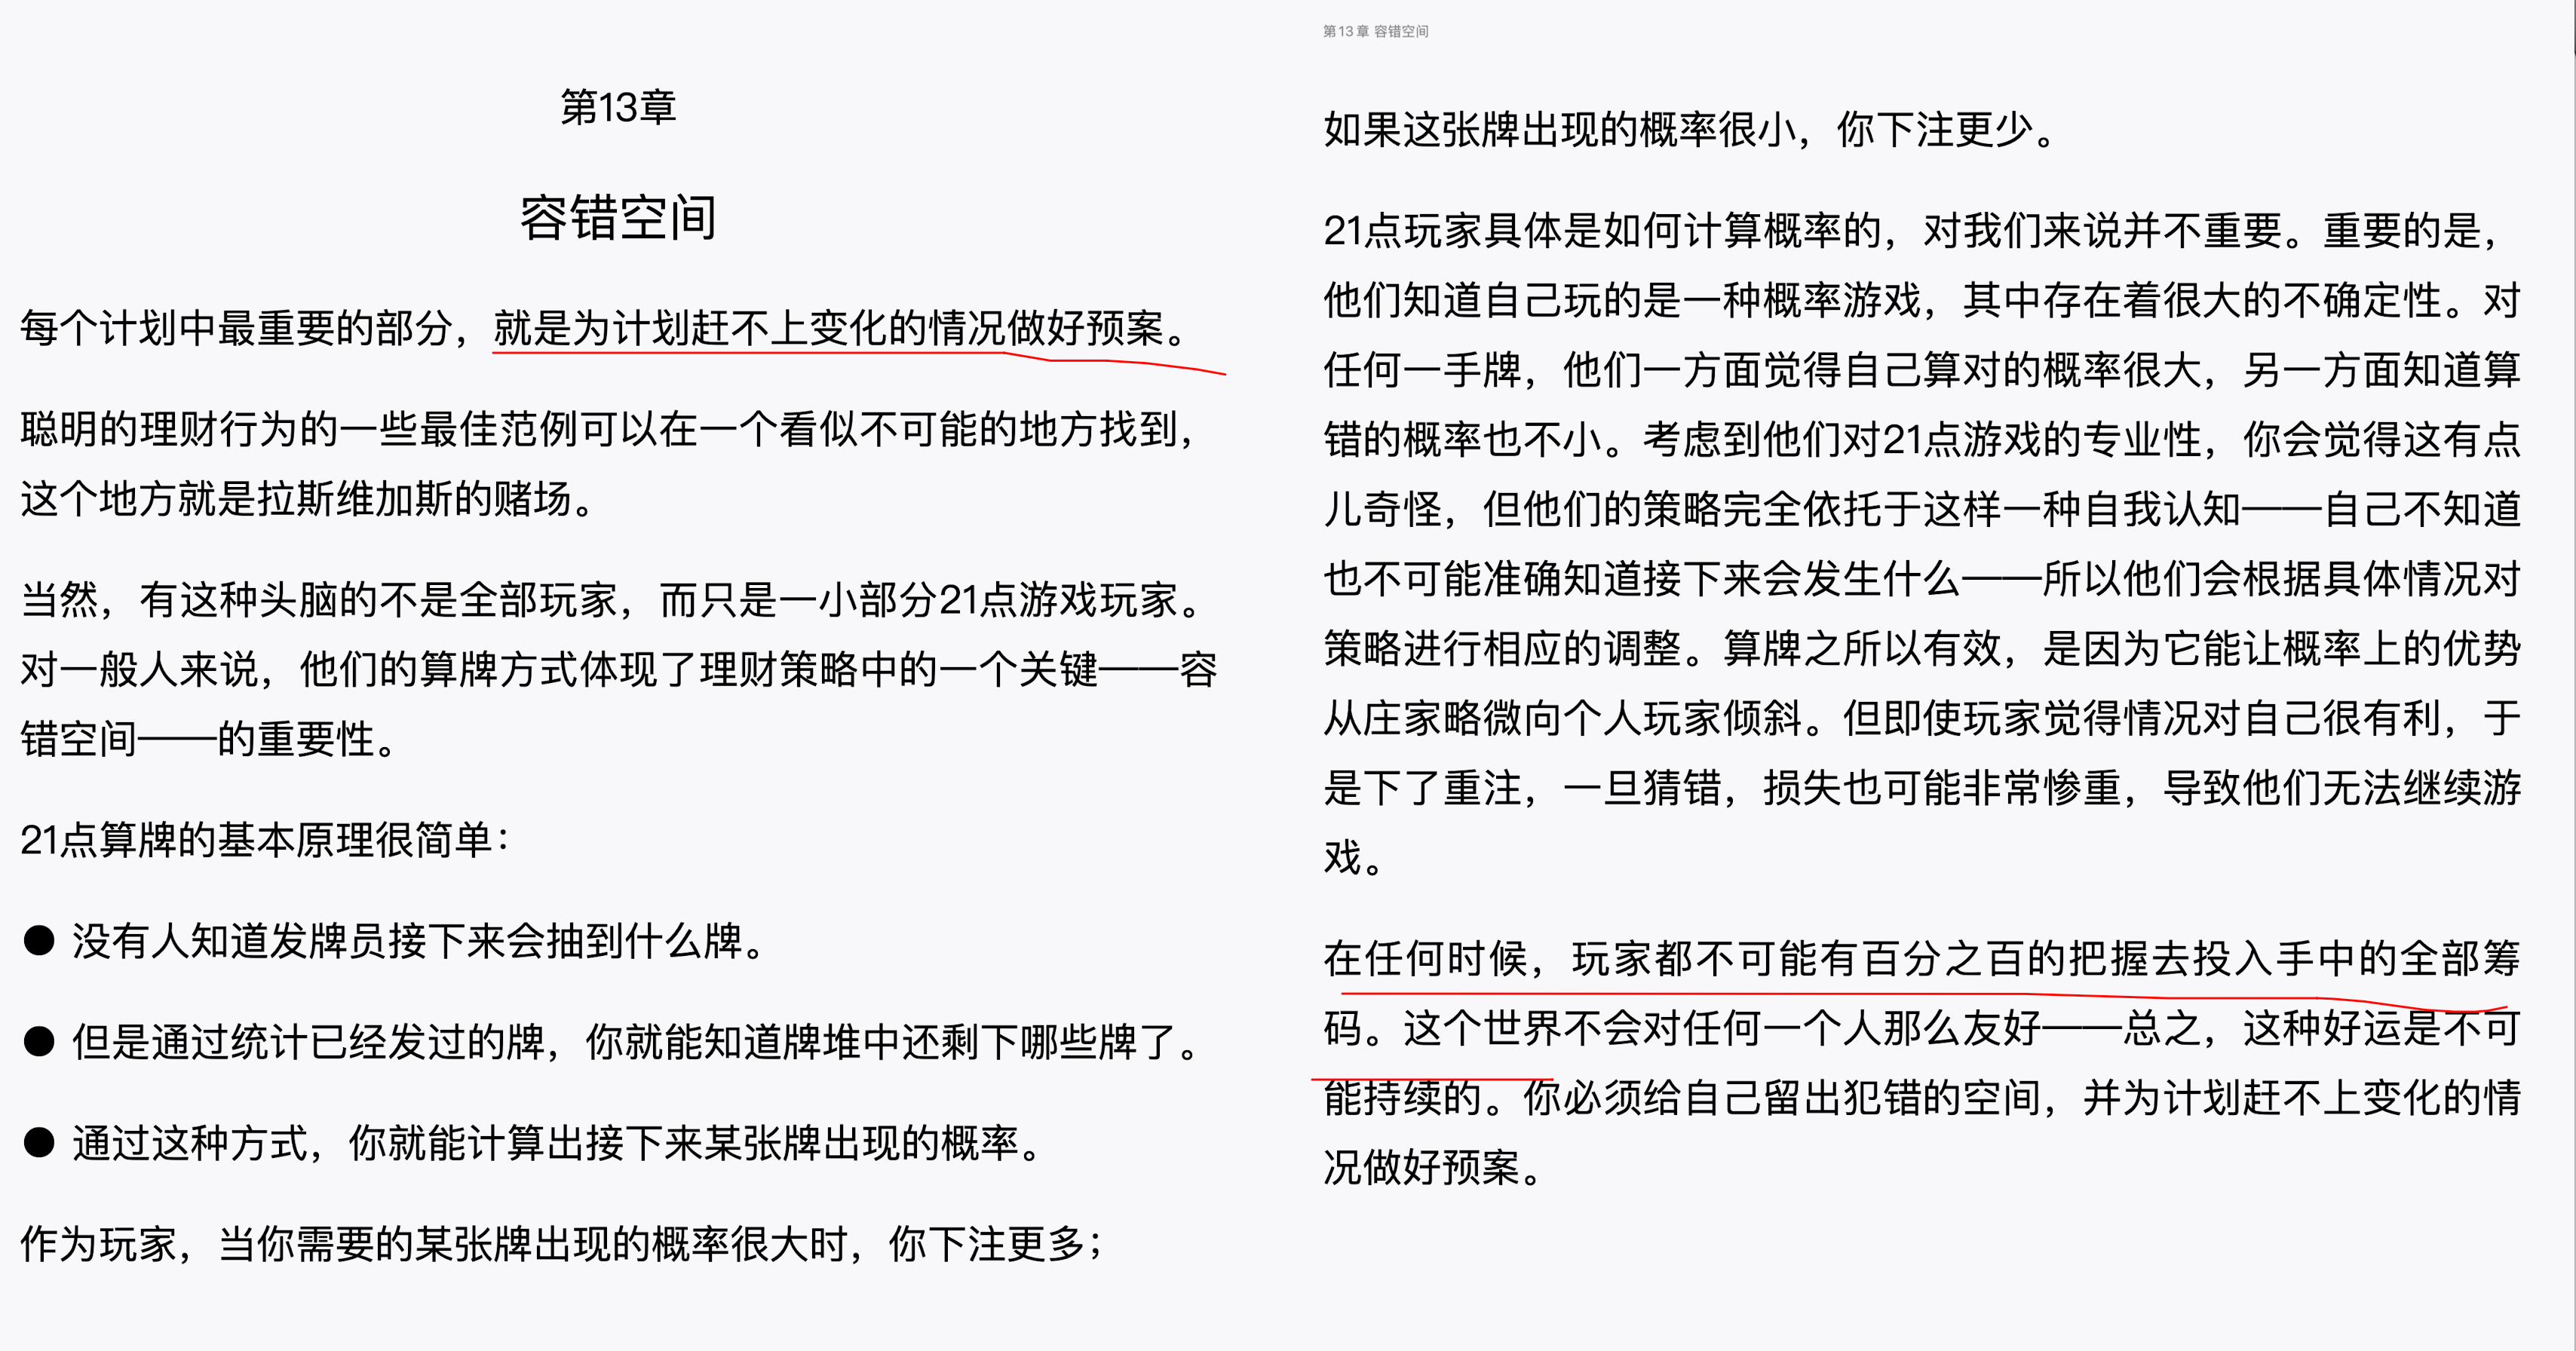 第13章
容错空间
每个计划中最重要的部分，就是为计划赶不上变化的情况做好预案。
聪明的理财行为的一些最佳范例可以在一个看似不可能的地方找到，
这个地方就是拉斯维加斯的赌场。
当然，有这种头脑的不是全部玩家，而只是一小部分21点游戏玩家。
对一般人来说，他们的算牌方式体现了理财策略中的一个关键——容
错空间——的重要性。
21点算牌的基本原理很简单：
● 没有人知道发牌员接下来会抽到什么牌。
● 但是通过统计已经发过的牌，你就能知道牌堆中还剩下哪些牌了。
● 通过这种方式，你就能计算出接下来某张牌出现的概率。
作为玩家，当你需要的某张牌出现的概率很大时，你下注更多；
第13章 容错空间
如果这张牌出现的概率很小，你下注更少。
21点玩家具体是如何计算概率的，对我们来说并不重要。重要的是，
他们知道自己玩的是一种概率游戏，其中存在着很大的不确定性。对
任何一手牌，他们一方面觉得自己算对的概率很大，另一方面知道算
错的概率也不小。考虑到他们对21点游戏的专业性，你会觉得这有点
儿奇怪，但他们的策略完全依托于这样一种自我认知——自己不知道
也不可能准确知道接下来会发生什么——所以他们会根据具体情况对
策略进行相应的调整。算牌之所以有效，是因为它能让概率上的优势
从庄家略微向个人玩家倾斜。但即使玩家觉得情况对自己很有利，于
是下了重注，一旦猜错，损失也可能非常惨重，导致他们无法继续游
戏。
在任何时候，玩家都不可能有百分之百的把握去投入手中的全部筹
码。这个世界不会对任何一个人那么友好——总之，这种好运是不可
能持续的。你必须给自己留出犯错的空间，并为计划赶不上变化的情
况做好预案。